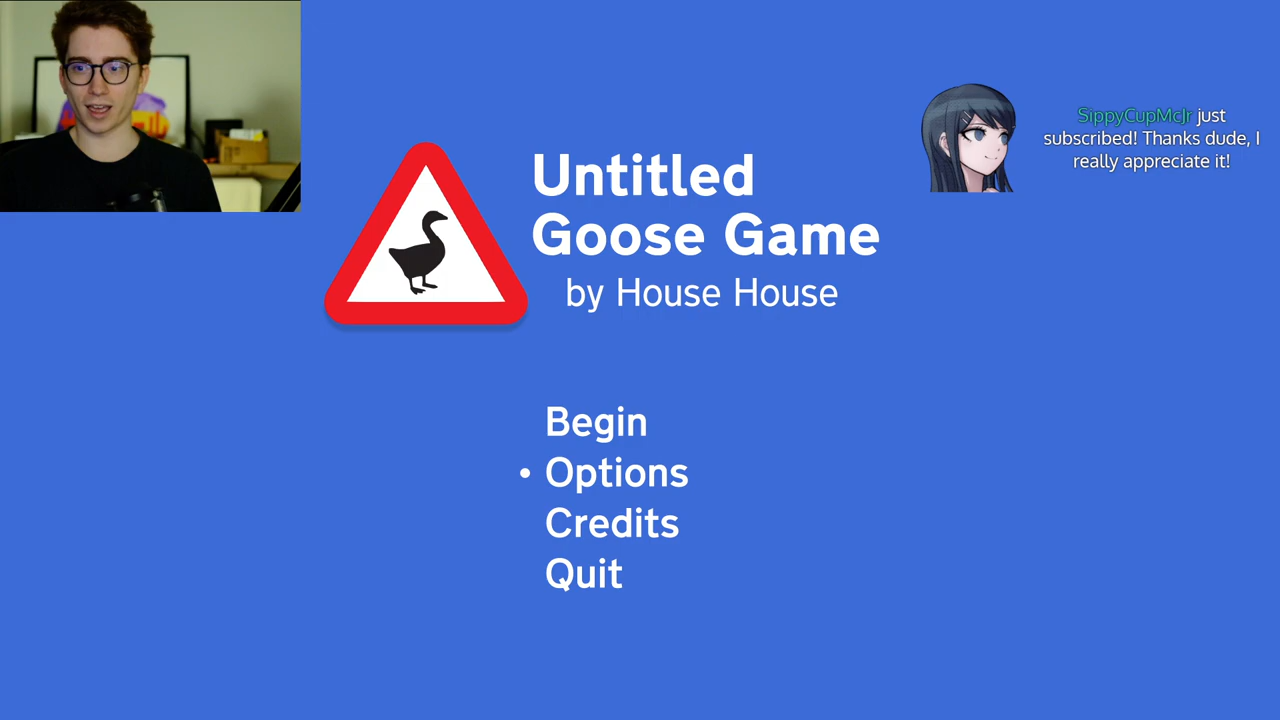 Untitled
Goose Game
by House House
SippyCupMcJr just
subscribed! Thanks dude, I
really appreciate it!
Begin
• Options
Credits
Quit